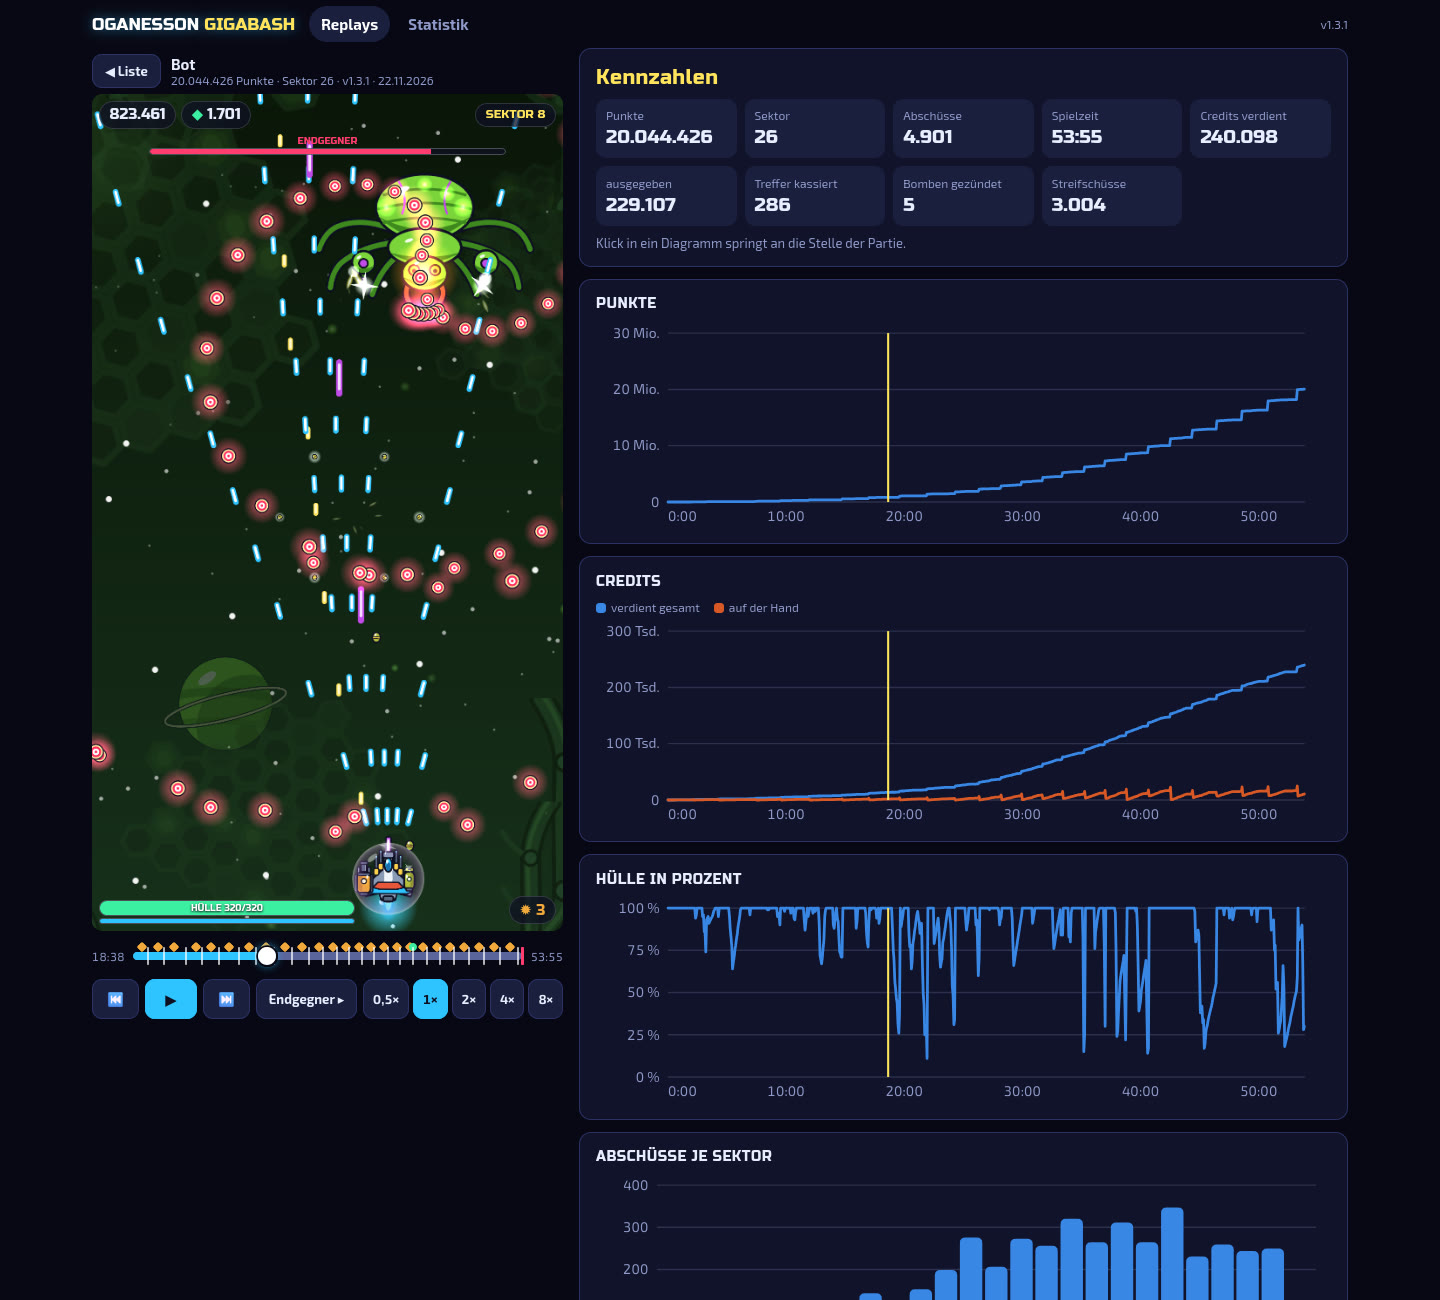 OGANESSON GIGABASH
Replays
Statistik
v1.3.1
◀ Liste
Bot
20.044.426 Punkte · Sektor 26 · v1.3.1 · 22.11.2026
823.461
1.701
SEKTOR 8
ENDGEGNER
HÜLLE 320/320
3
18:38
53:55
Endgegner ▸
0,5×
1×
2×
4×
8×
Kennzahlen
Punkte
20.044.426
Sektor
26
Abschüsse
4.901
Spielzeit
53:55
Credits verdient
240.098
ausgegeben
229.107
Treffer kassiert
286
Bomben gezündet
5
Streifschüsse
3.004
Klick in ein Diagramm springt an die Stelle der Partie.
PUNKTE
30 Mio.
20 Mio.
10 Mio.
0
0:00 10:00 20:00 30:00 40:00 50:00
CREDITS
verdient gesamt auf der Hand
300 Tsd.
200 Tsd.
100 Tsd.
0
0:00 10:00 20:00 30:00 40:00 50:00
HÜLLE IN PROZENT
100 %
75 %
50 %
25 %
0 %
0:00 10:00 20:00 30:00 40:00 50:00
ABSCHÜSSE JE SEKTOR
400
300
200